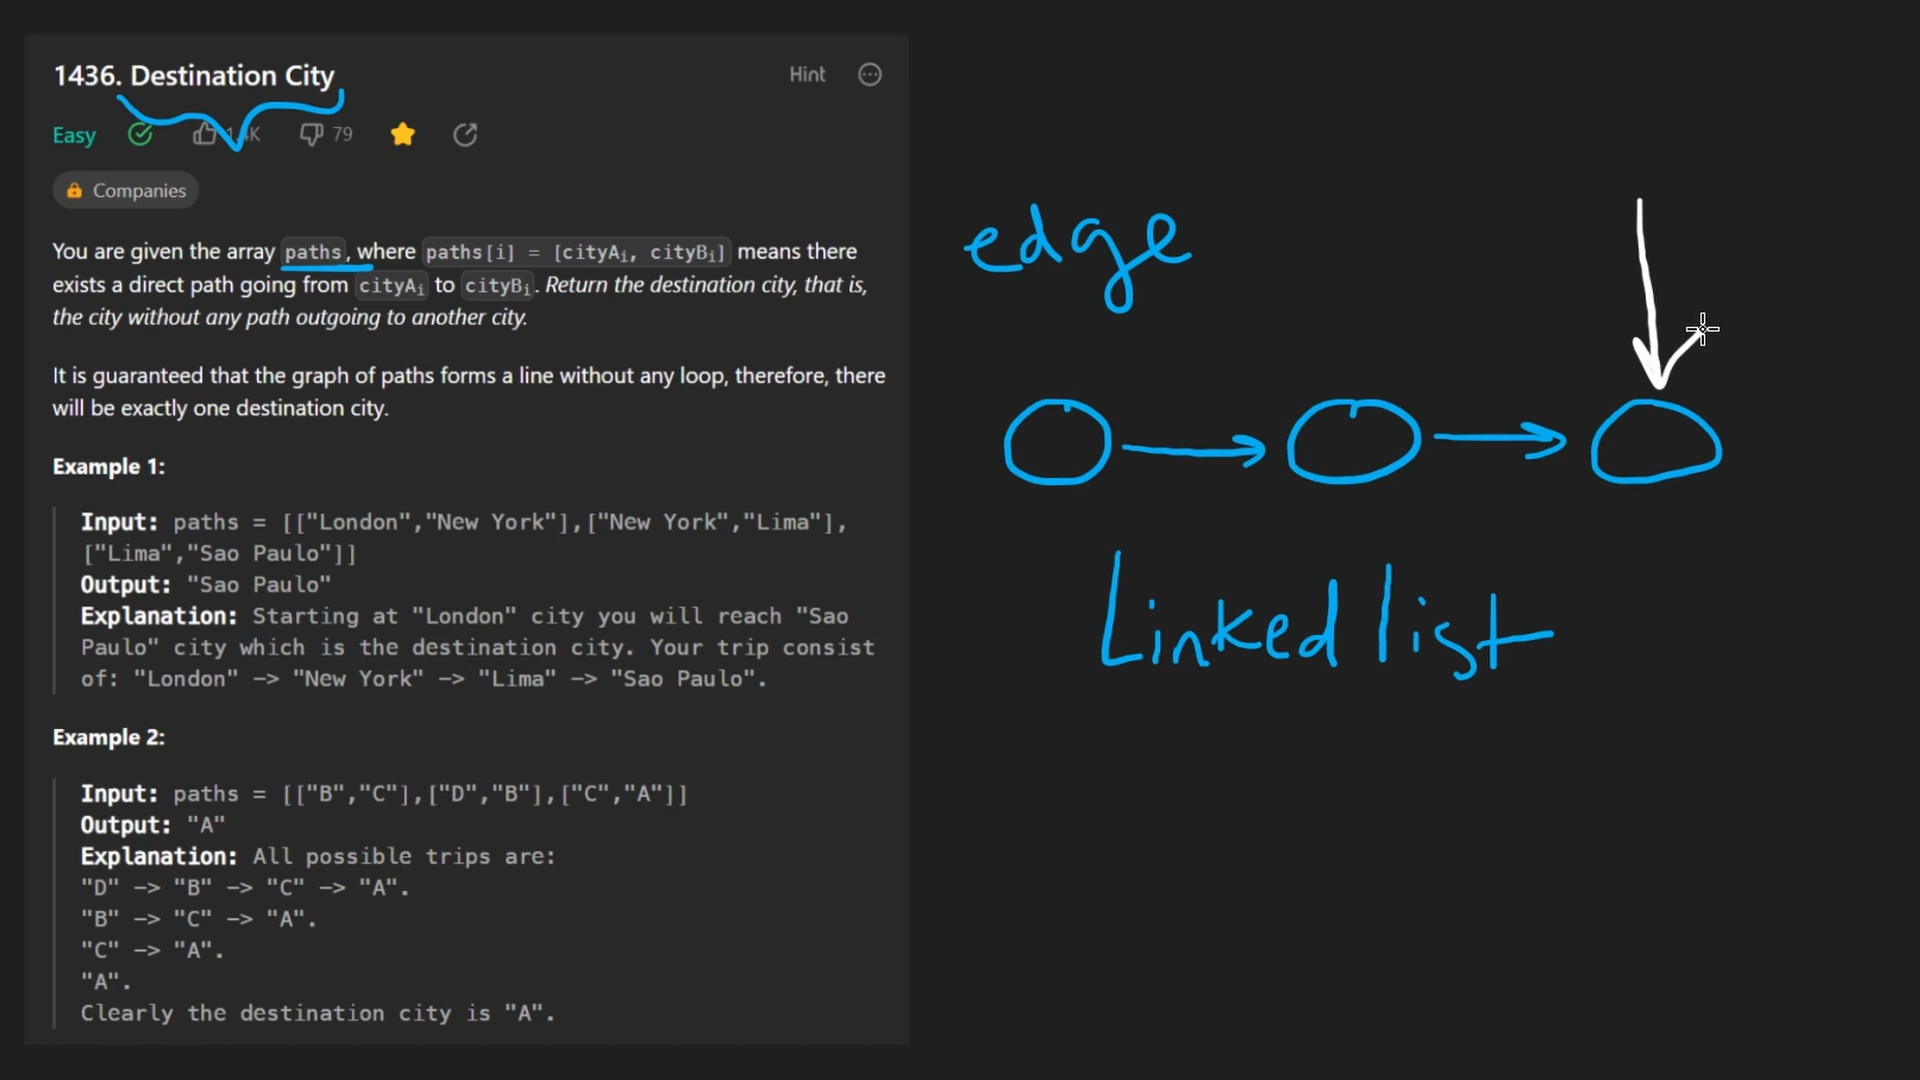 1436. Destination City
Hint
Easy
79
Companies
You are given the array paths, where paths[i] = [cityAi, cityBi] means there
exists a direct path going from cityAi to cityBi. Return the destination city, that is,
the city without any path outgoing to another city.
It is guaranteed that the graph of paths forms a line without any loop, therefore, there
will be exactly one destination city.
Example 1:
Input: paths = [["London","New York"],["New York","Lima"],
["Lima","Sao Paulo"]]
Output: "Sao Paulo"
Explanation: Starting at "London" city you will reach "Sao
Paulo" city which is the destination city. Your trip consist
of: "London" -> "New York" -> "Lima" -> "Sao Paulo".
Example 2:
Input: paths = [["B","C"],["D","B"],["C","A"]]
Output: "A"
Explanation: All possible trips are:
"D" -> "B" -> "C" -> "A".
"B" -> "C" -> "A".
"C" -> "A".
"A".
Clearly the destination city is "A".
edge
Linked list